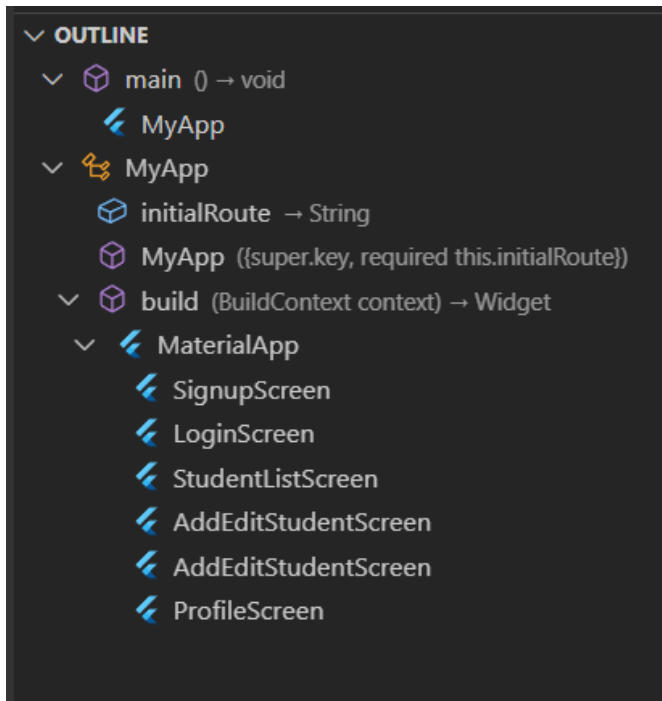 OUTLINE
main () → void
MyApp
MyApp
initialRoute → String
MyApp ({super.key, required this.initialRoute})
build (BuildContext context) → Widget
MaterialApp
SignupScreen
LoginScreen
StudentListScreen
AddEditStudentScreen
AddEditStudentScreen
ProfileScreen